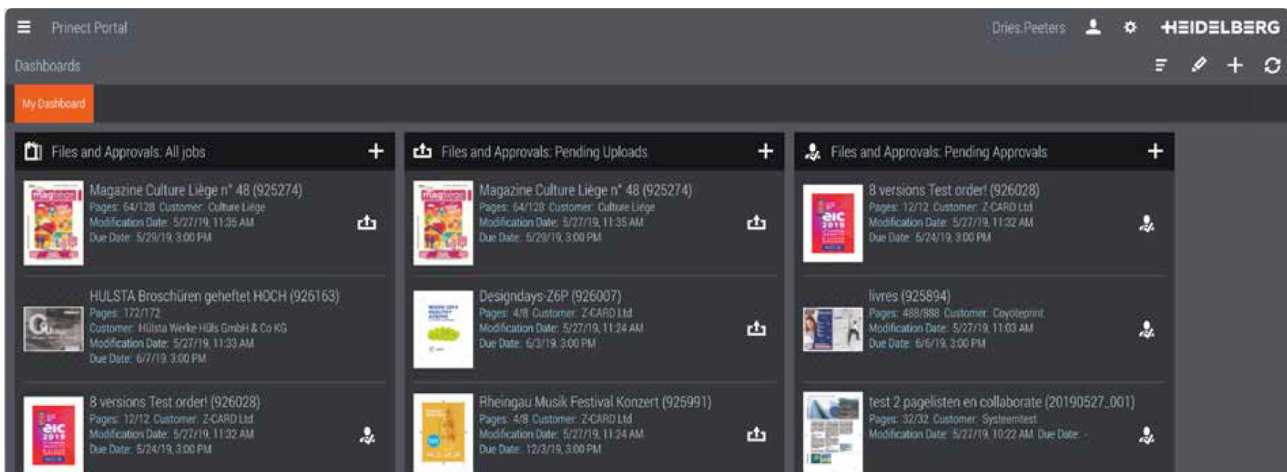 Prinect Portal
Dries.Peeters
HEIDELBERG
Dashboards
My Dashboard
Files and Approvals: All jobs
Magazine Culture Liège n° 48 (925274)
Pages: 64/128 Customer: Culture Liège
Modification Date: 5/27/19, 11:35 AM
Due Date: 5/29/19, 3:00 PM
HULSTA Broschüren geheftet HOCH (926163)
Pages: 172/172
Customer: Hülsta Werke Hüls GmbH & Co KG
Modification Date: 5/27/19, 11:33 AM
Due Date: 6/7/19, 3:00 PM
8 versions Test order! (926028)
Pages: 12/12 Customer: Z-CARD Ltd
Modification Date: 5/27/19, 11:32 AM
Due Date: 5/24/19, 3:00 PM
eic
2019
Files and Approvals: Pending Uploads
Magazine Culture Liège n° 48 (925274)
Pages: 64/128 Customer: Culture Liège
Modification Date: 5/27/19, 11:35 AM
Due Date: 5/29/19, 3:00 PM
Designdays-Z6P (926007)
Pages: 4/8 Customer: Z-CARD Ltd
Modification Date: 5/27/19, 11:24 AM
Due Date: 6/3/19, 3:00 PM
Rheingau Musik Festival Konzert (925991)
Pages: 4/8 Customer: Z-CARD Ltd
Modification Date: 5/27/19, 11:24 AM
Due Date: 12/3/19, 3:00 PM
Files and Approvals: Pending Approvals
8 versions Test order! (926028)
Pages: 12/12 Customer: Z-CARD Ltd
Modification Date: 5/27/19, 11:32 AM
Due Date: 5/24/19, 3:00 PM
eic
2019
livres (925894)
Pages: 488/888 Customer: Coyoteprint
Modification Date: 5/27/19, 11:03 AM
Due Date: 6/6/19, 3:00 PM
test 2 pagelisten en collaborate (20190527_001)
Pages: 32/32 Customer: Systeemtest
Modification Date: 5/27/19, 10:22 AM Due Date: -